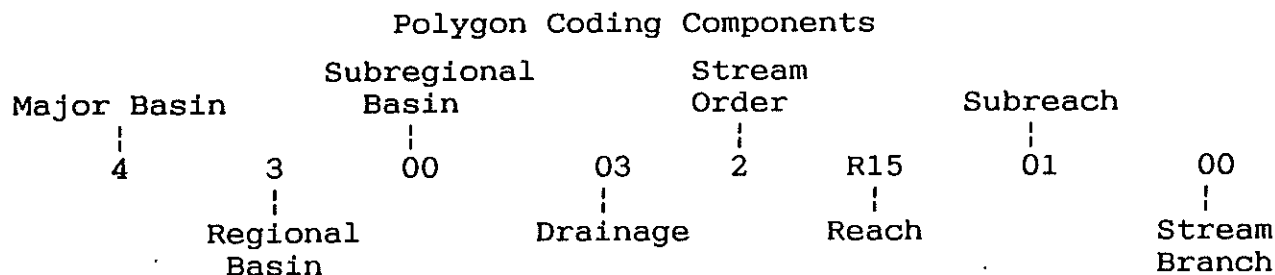 Polygon Coding Components
Subregional Stream
Major Basin Basin Order Subreach
4 3 00 03 2 R15 01 00
Regional Drainage Reach Stream
Basin Branch